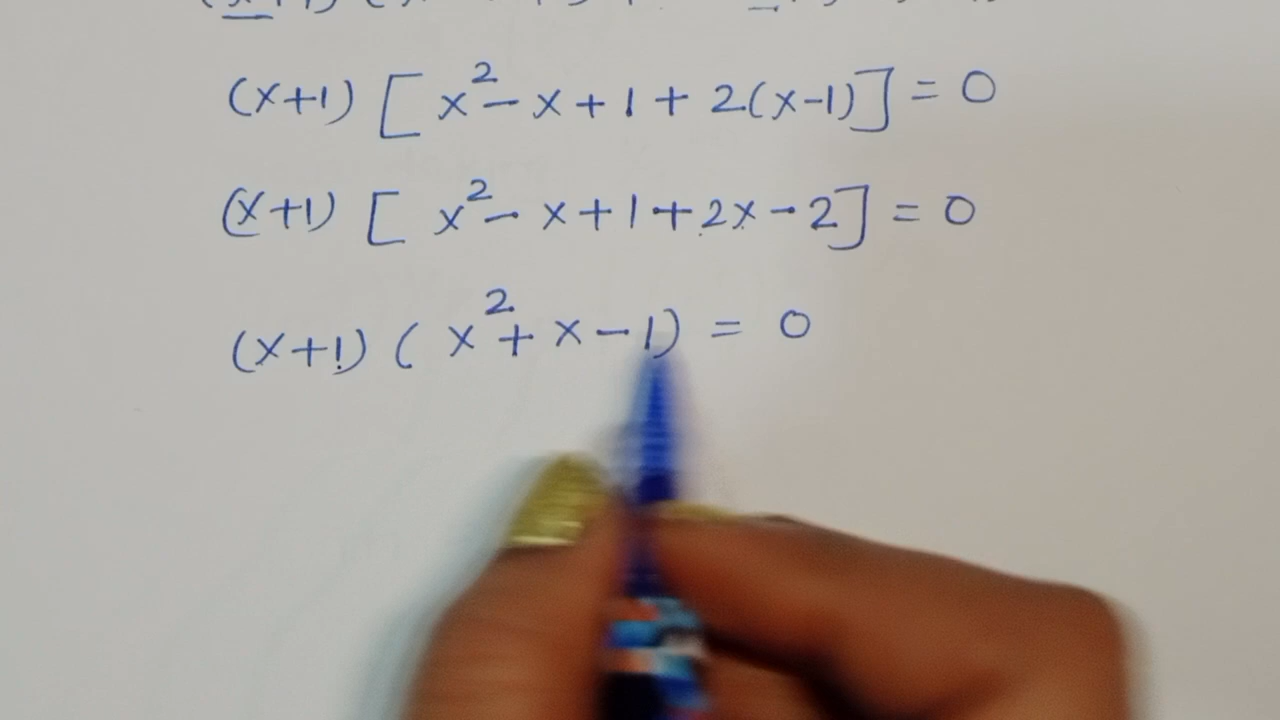 (x+1) [ x² - x + 1 + 2(x-1) ] = 0
(x+1) [ x² - x + 1 + 2x - 2 ] = 0
(x+1) ( x² + x - 1) = 0